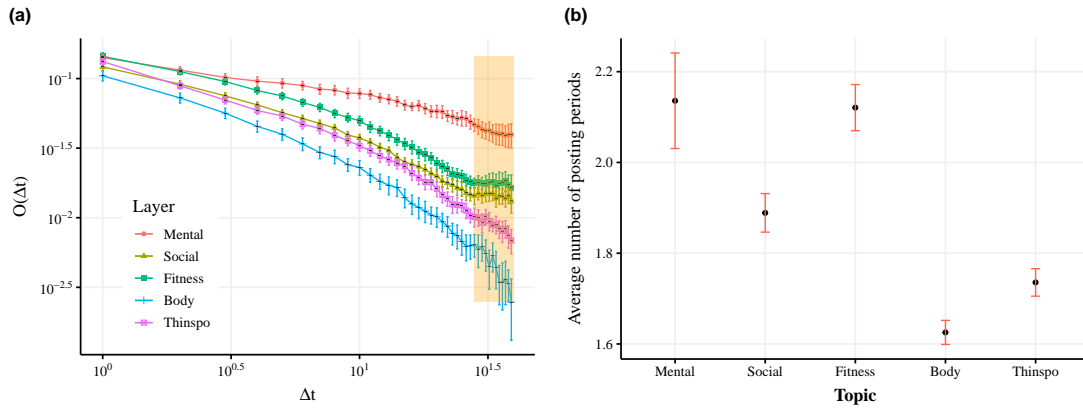 (a)
O(Δt)
10^-1
10^-1.5
10^-2
10^-2.5
Layer
Mental
Social
Fitness
Body
Thinspo
10^0
10^0.5
10^1
10^1.5
Δt
(b)
Average number of posting periods
2.2
2.0
1.8
1.6
Mental Social Fitness Body Thinspo
Topic